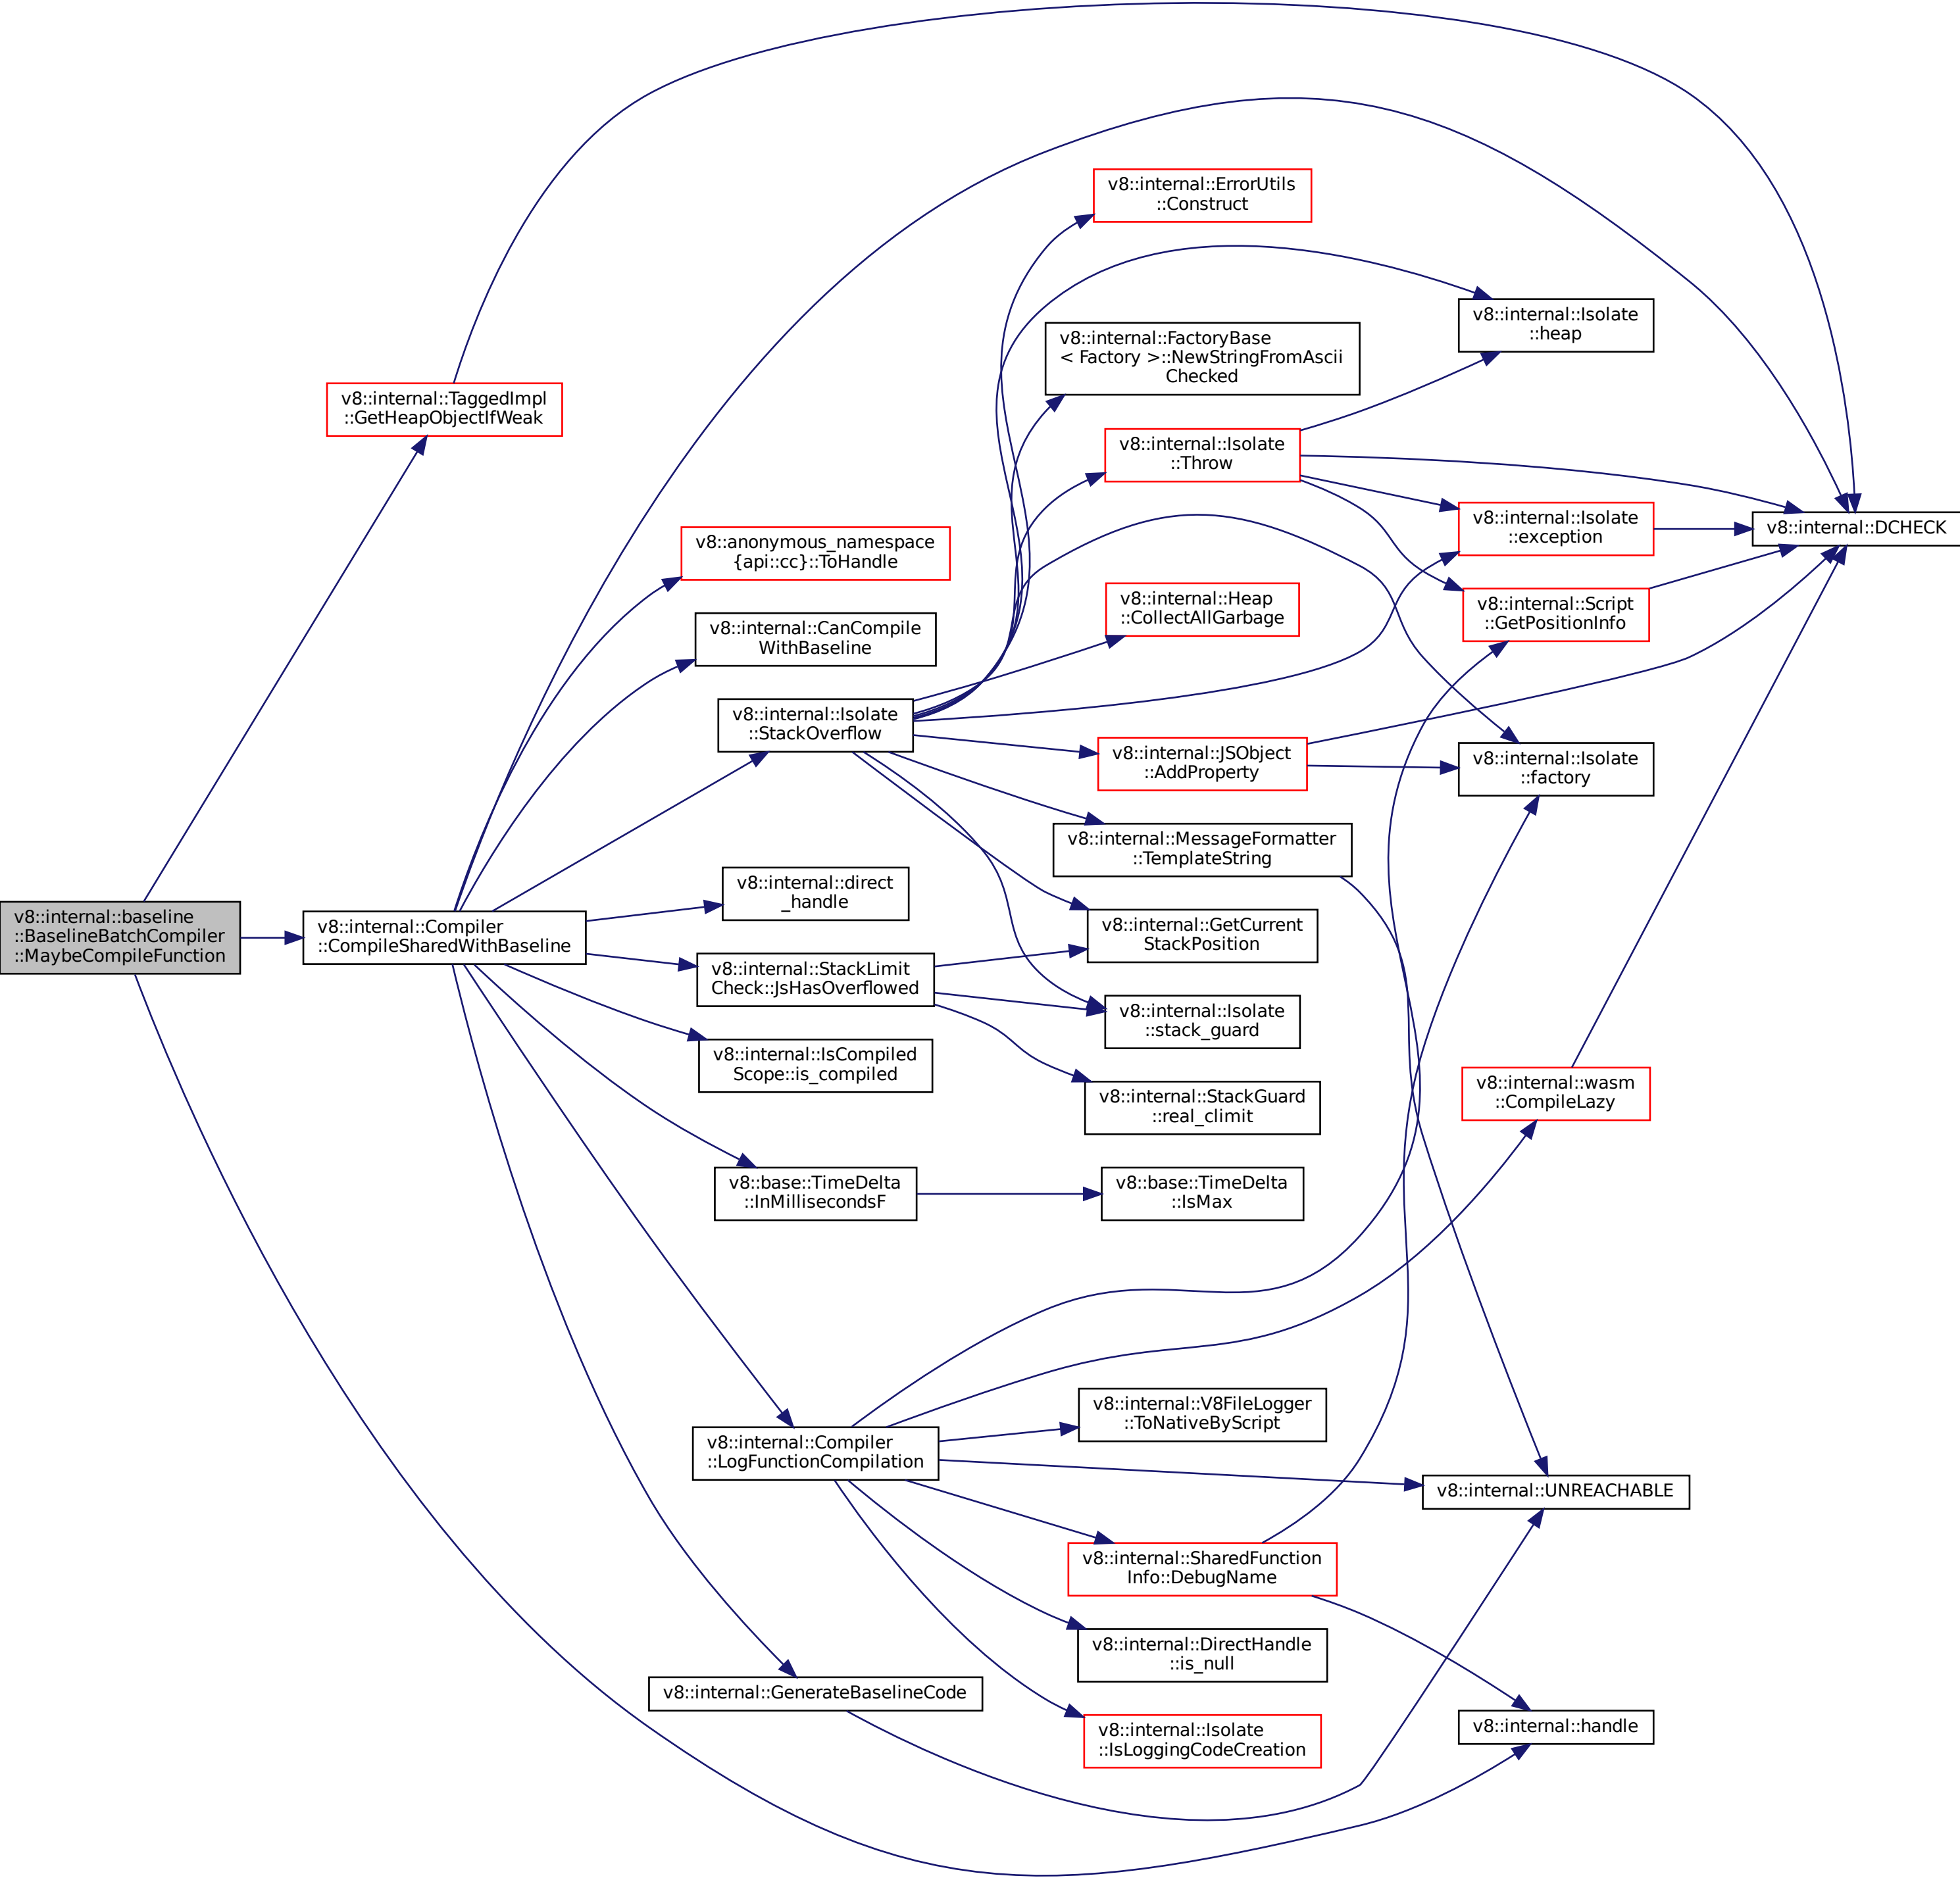 v8::internal::baseline
::BaselineBatchCompiler
::MaybeCompileFunction
v8::internal::TaggedImpl
::GetHeapObjectIfWeak
v8::internal::Compiler
::CompileSharedWithBaseline
v8::anonymous_namespace
{api::cc}::ToHandle
v8::internal::CanCompile
WithBaseline
v8::internal::Isolate
::StackOverflow
v8::internal::direct
_handle
v8::internal::StackLimit
Check::JsHasOverflowed
v8::internal::IsCompiled
Scope::is_compiled
v8::base::TimeDelta
::InMillisecondsF
v8::internal::Compiler
::LogFunctionCompilation
v8::internal::GenerateBaselineCode
v8::internal::ErrorUtils
::Construct
v8::internal::FactoryBase
< Factory >::NewStringFromAscii
Checked
v8::internal::Isolate
::Throw
v8::internal::Heap
::CollectAllGarbage
v8::internal::JSObject
::AddProperty
v8::internal::MessageFormatter
::TemplateString
v8::internal::GetCurrent
StackPosition
v8::internal::Isolate
::stack_guard
v8::internal::StackGuard
::real_climit
v8::base::TimeDelta
::IsMax
v8::internal::V8FileLogger
::ToNativeByScript
v8::internal::SharedFunction
Info::DebugName
v8::internal::DirectHandle
::is_null
v8::internal::Isolate
::IsLoggingCodeCreation
v8::internal::Isolate
::heap
v8::internal::Isolate
::exception
v8::internal::Script
::GetPositionInfo
v8::internal::Isolate
::factory
v8::internal::wasm
::CompileLazy
v8::internal::UNREACHABLE
v8::internal::handle
v8::internal::DCHECK